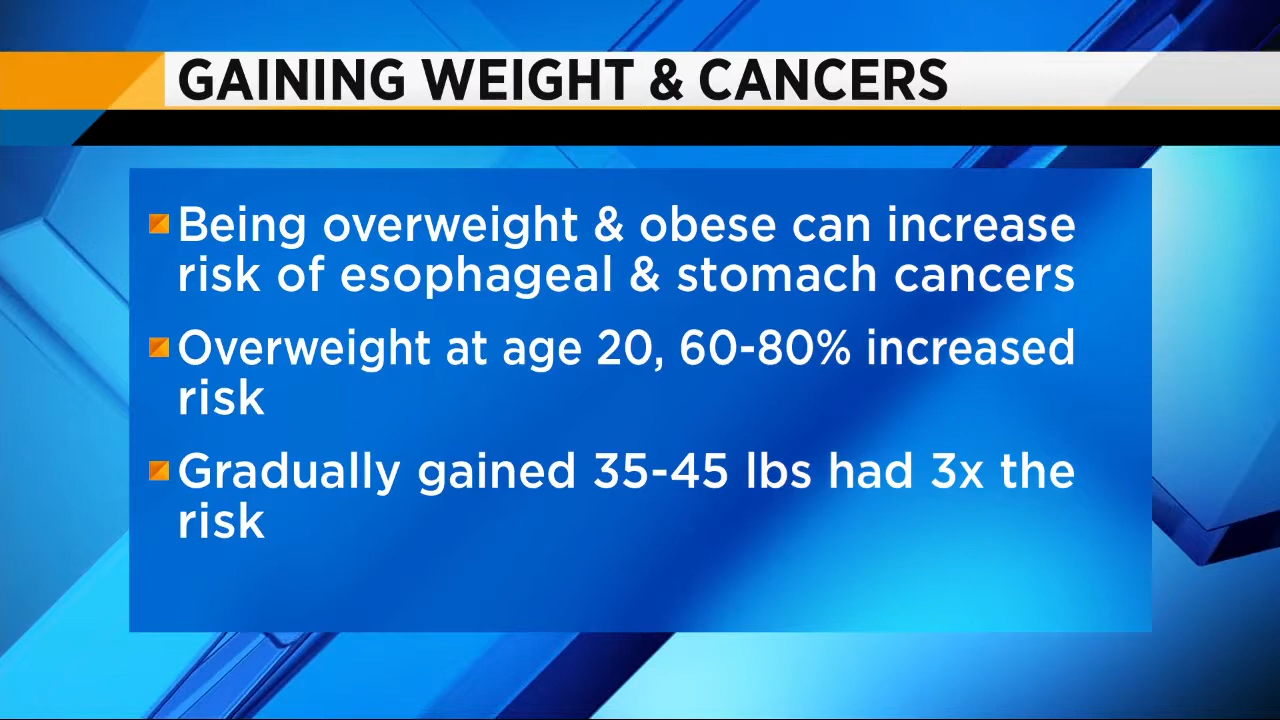 GAINING WEIGHT & CANCERS
Being overweight & obese can increase
risk of esophageal & stomach cancers
Overweight at age 20, 60-80% increased
risk
Gradually gained 35-45 lbs had 3x the
risk